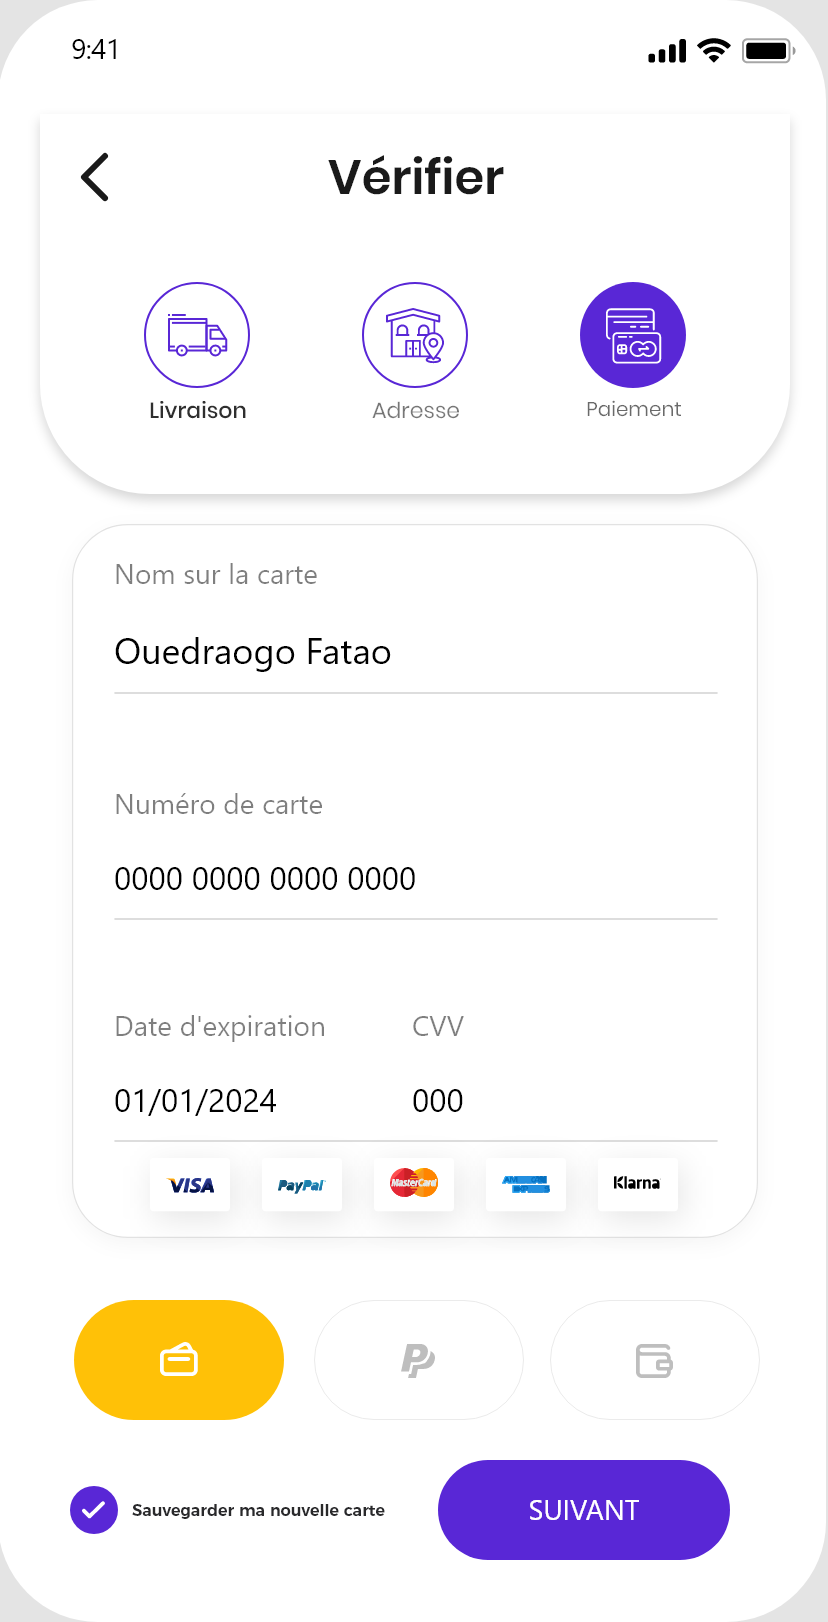 9:41
Vérifier
Livraison
Adresse
Paiement
Nom sur la carte
Ouedraogo Fatao
Numéro de carte
0000 0000 0000 0000
Date d'expiration
CVV
01/01/2024
000
VISA
PayPal
MasterCard
AMERICAN
EXPRESS
Klarna
Sauvegarder ma nouvelle carte
SUIVANT